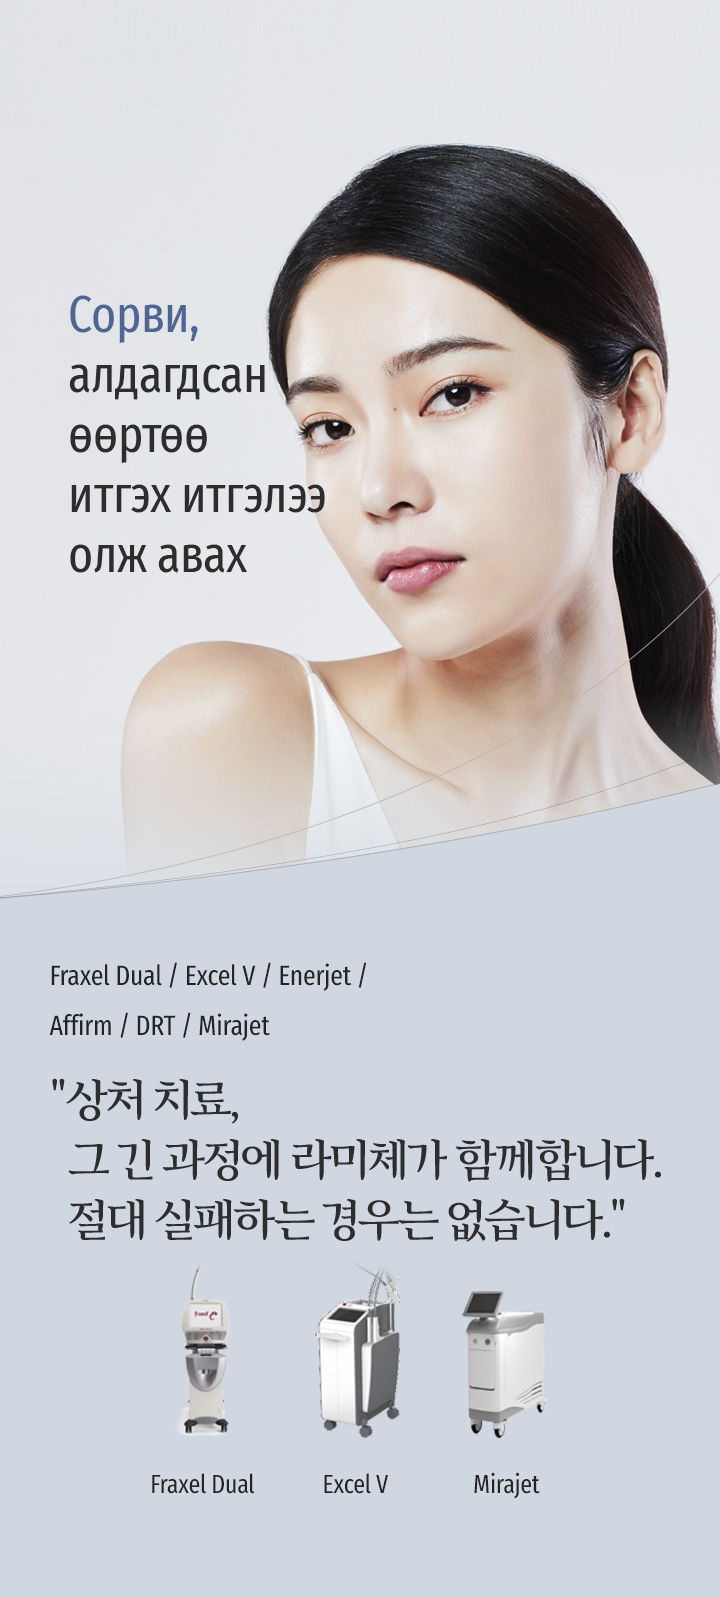 Сорви,
алдагдсан
өөртөө
итгэх итгэлээ
олж авах
Fraxel Dual / Excel V / Enerjet /
Affirm / DRT / Mirajet
"상처 치료,
그 긴 과정에 라미체가 함께합니다.
절대 실패하는 경우는 없습니다."
Fraxel Dual
Excel V
Mirajet